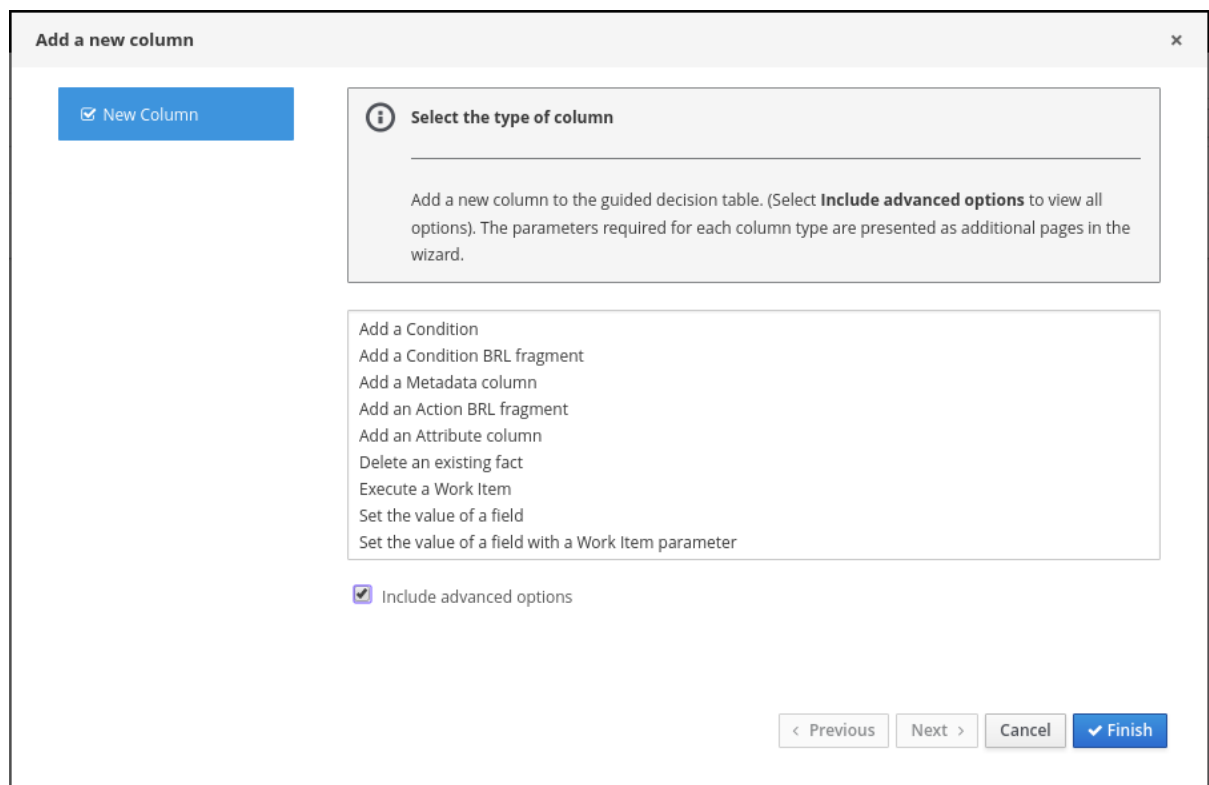 Add a new column
×
New Column
Select the type of column
Add a new column to the guided decision table. (Select Include advanced options to view all
options). The parameters required for each column type are presented as additional pages in the
wizard.
Add a Condition
Add a Condition BRL fragment
Add a Metadata column
Add an Action BRL fragment
Add an Attribute column
Delete an existing fact
Execute a Work Item
Set the value of a field
Set the value of a field with a Work Item parameter
Include advanced options
< Previous Next > Cancel Finish